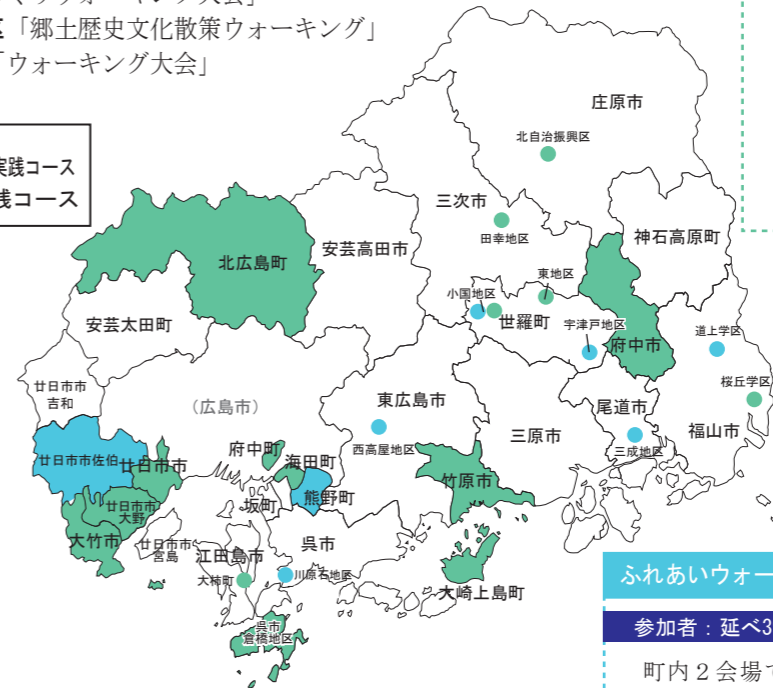 「郷土歴史文化散策ウォーキング」
「ウォーキング大会」
実践コース
践コース
庄原市
北自治振興区
三次市
田幸地区
神石高原町
北広島町
安芸高田市
東地区
小国地区
世羅町
宇津戸地区
府中市
道上学区
安芸太田町
桜丘学区
廿日市市
吉和
東広島市
尾道市
(広島市)
三原市
福山市
西高屋地区
三成地区
府中町
廿日市市佐伯
廿日市市
海田町
竹原市
熊野町
坂町
廿日市市
大野
大竹市
廿日市市
宮島
江田島市
呉市
大柿町
川原石地区
大崎上島町
呉市
倉橋地区
ふれあいウォー
参加者:延べ3
町内2会場で